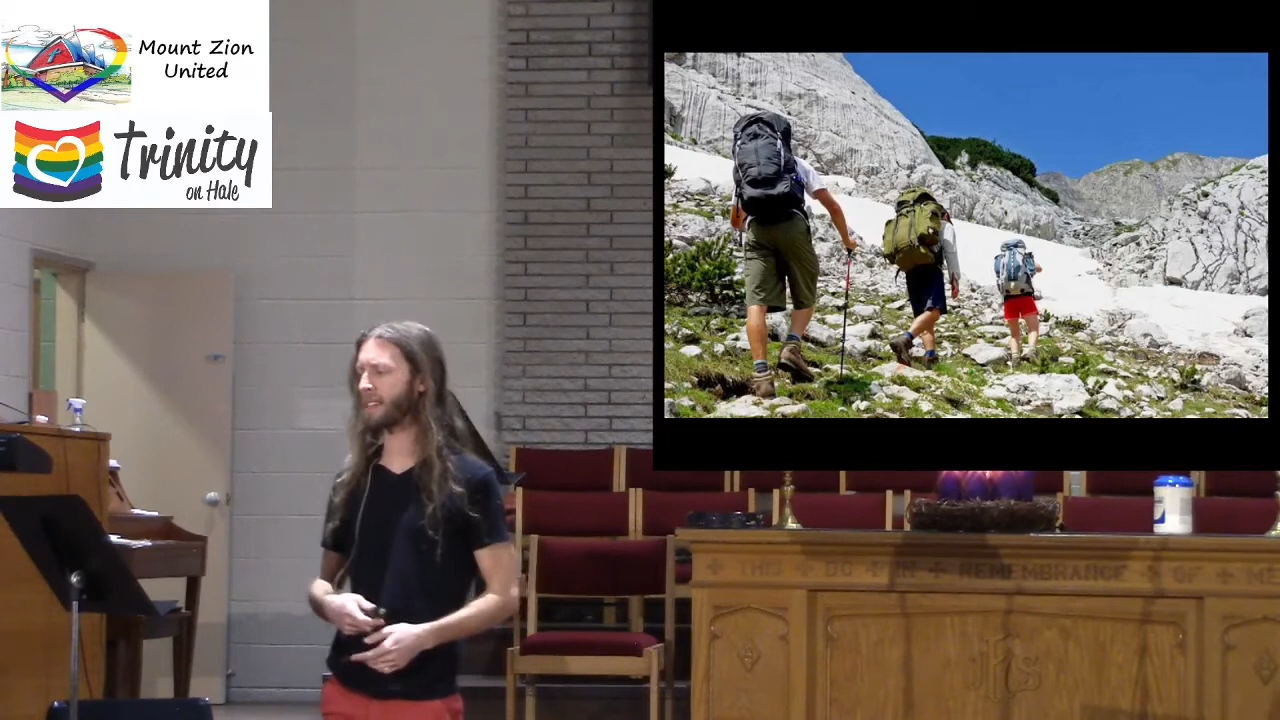 Mount Zion
United
Trinity
on Hale
THIS + DO + IN + REMEMBRANCE + OF + ME